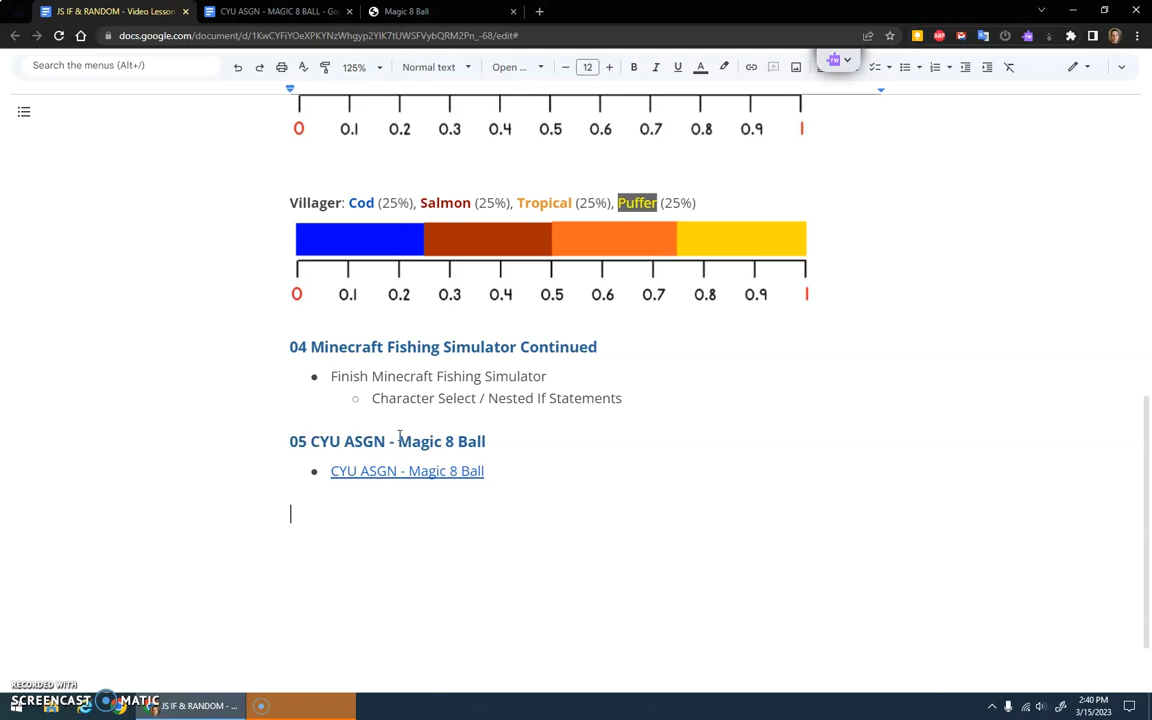 JS IF & RANDOM - Video Lesson
CYU ASGN - MAGIC 8 BALL - Go
Magic 8 Ball
docs.google.com/document/d/1KwCYFiYOeXPKYNzWhgyp2YlK7tUWSFVybQRM2Pn_-68/edit#
Search the menus (Alt+/)
125%
Normal text
Open ...
12
0 0.1 0.2 0.3 0.4 0.5 0.6 0.7 0.8 0.9 1
Villager: Cod (25%), Salmon (25%), Tropical (25%), Puffer (25%)
0 0.1 0.2 0.3 0.4 0.5 0.6 0.7 0.8 0.9 1
04 Minecraft Fishing Simulator Continued
Finish Minecraft Fishing Simulator
Character Select / Nested If Statements
05 CYU ASGN - Magic 8 Ball
CYU ASGN - Magic 8 Ball
RECORDED WITH
SCREENCAST MATIC
JS IF & RANDOM - ...
2:40 PM
3/15/2023